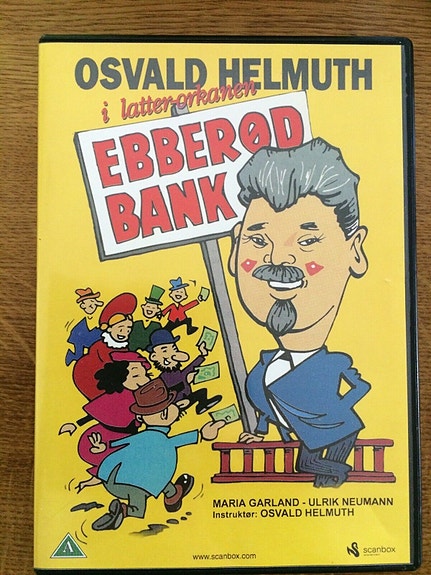 OSVALD HELMUTH
i latter-orkanen
EBBERØD
BANK
MARIA GARLAND - ULRIK NEUMANN
Instruktør: OSVALD HELMUTH
A
www.scanbox.com
scanbox